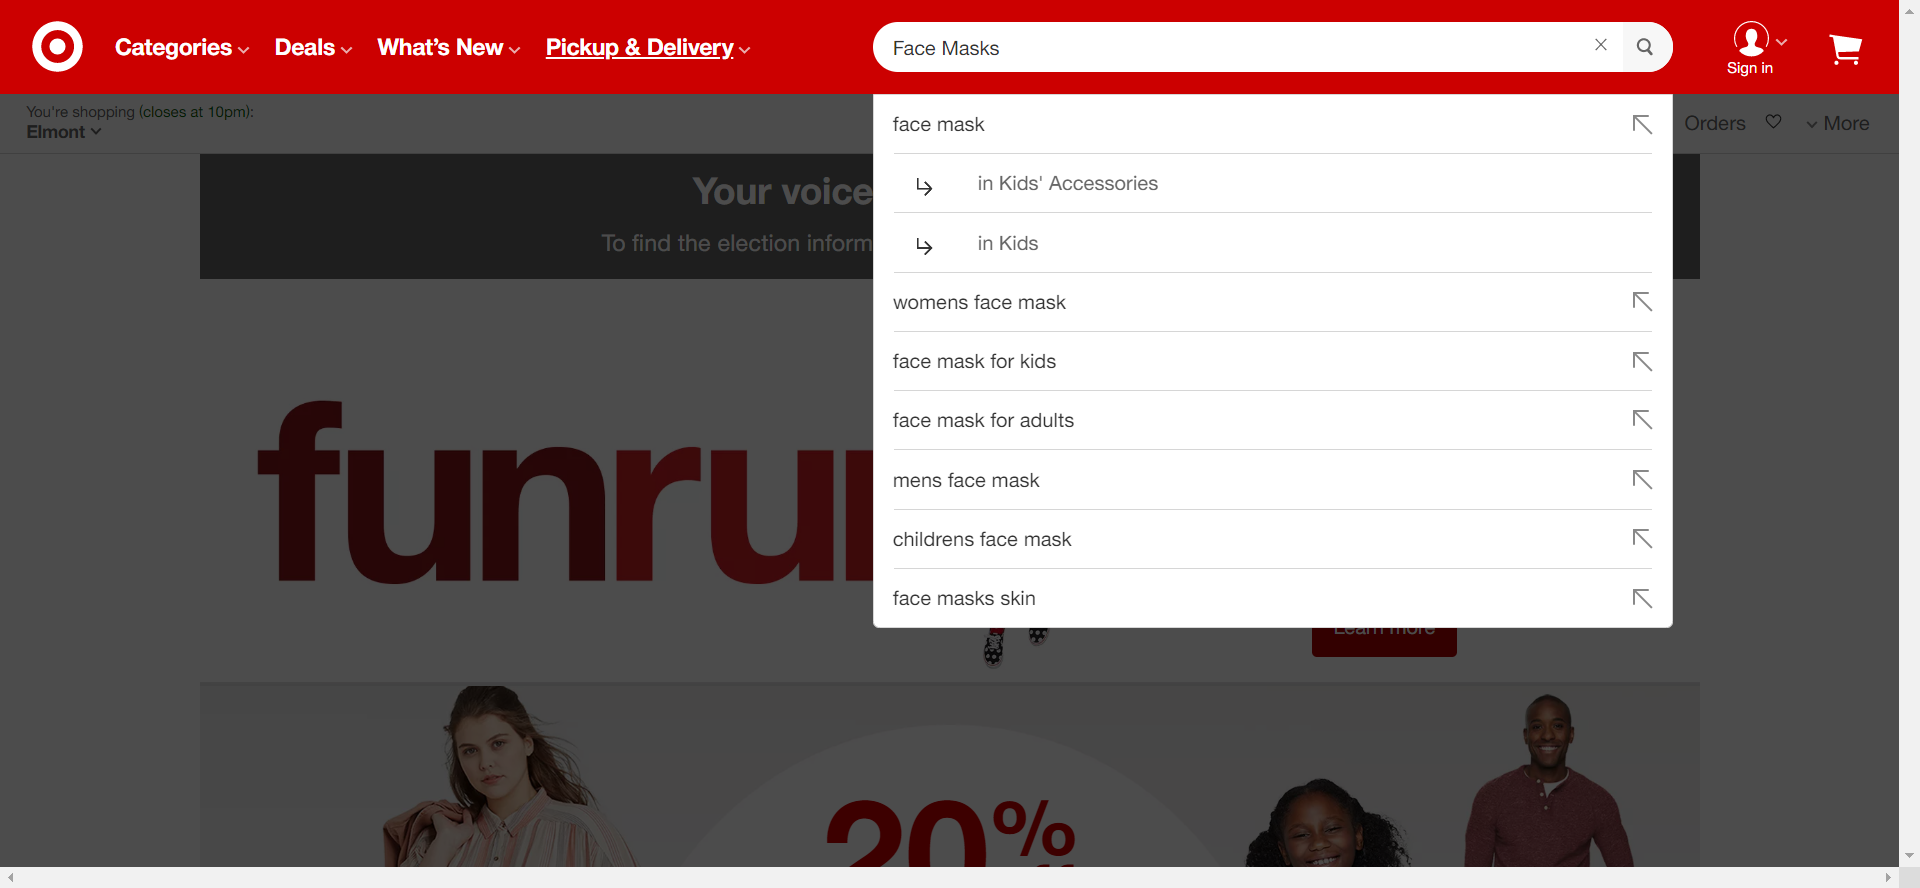 Categories
Deals
What's New
Pickup & Delivery
Face Masks
Sign in
You're shopping (closes at 10pm):
Elmont
Orders
More
Your voice
To find the election inform
face mask
in Kids' Accessories
in Kids
womens face mask
face mask for kids
face mask for adults
mens face mask
childrens face mask
face masks skin
funru
Learn more
20%